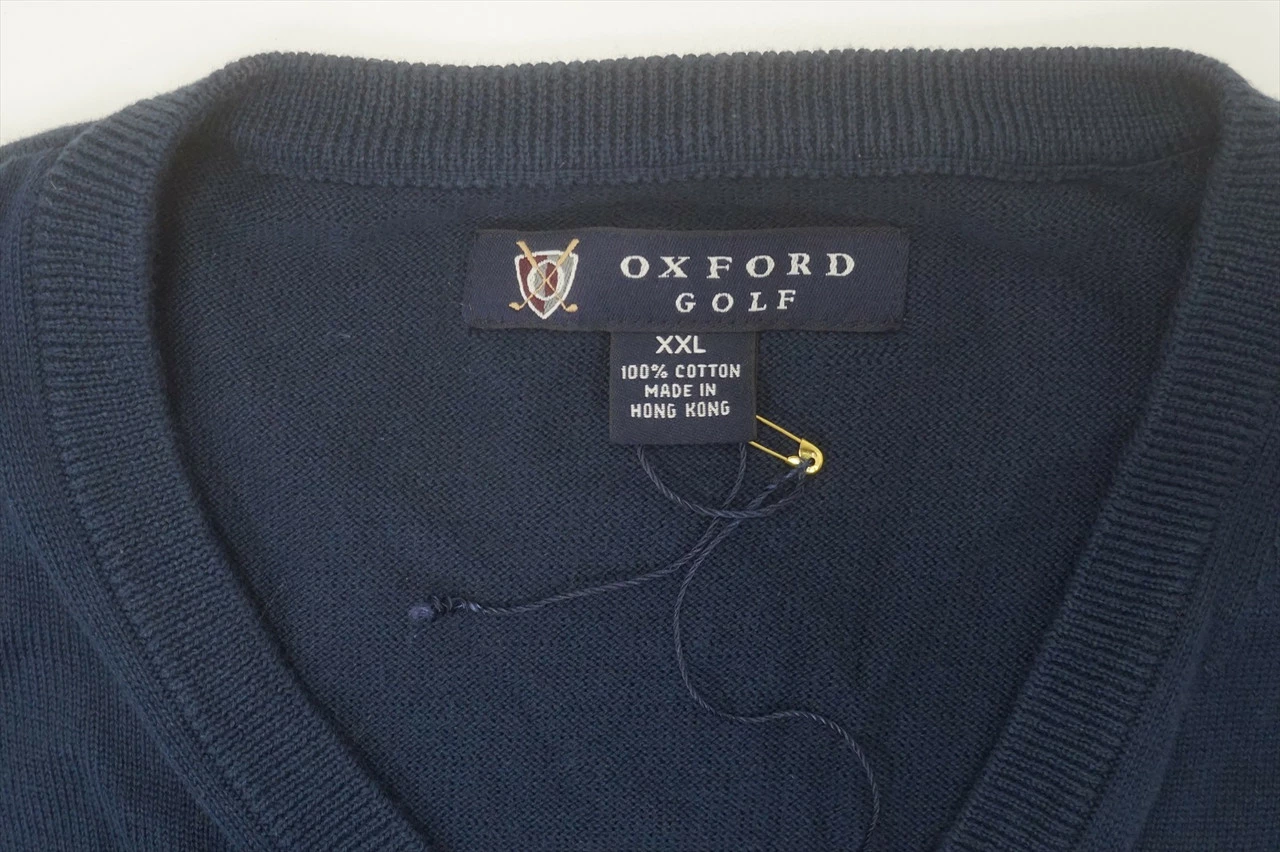 OXFORD
GOLF
XXL
100% COTTON
MADE IN
HONG KONG